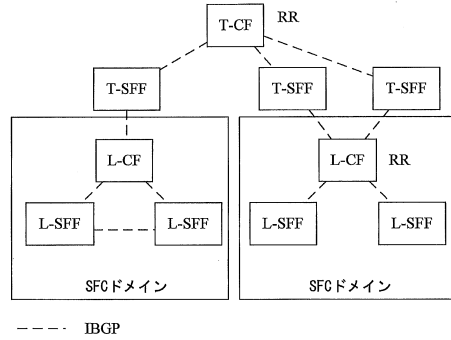 T-CF RR
T-SFF T-SFF T-SFF
L-CF L-CF RR
L-SFF L-SFF L-SFF L-SFF
SFCドメイン SFCドメイン
IBGP